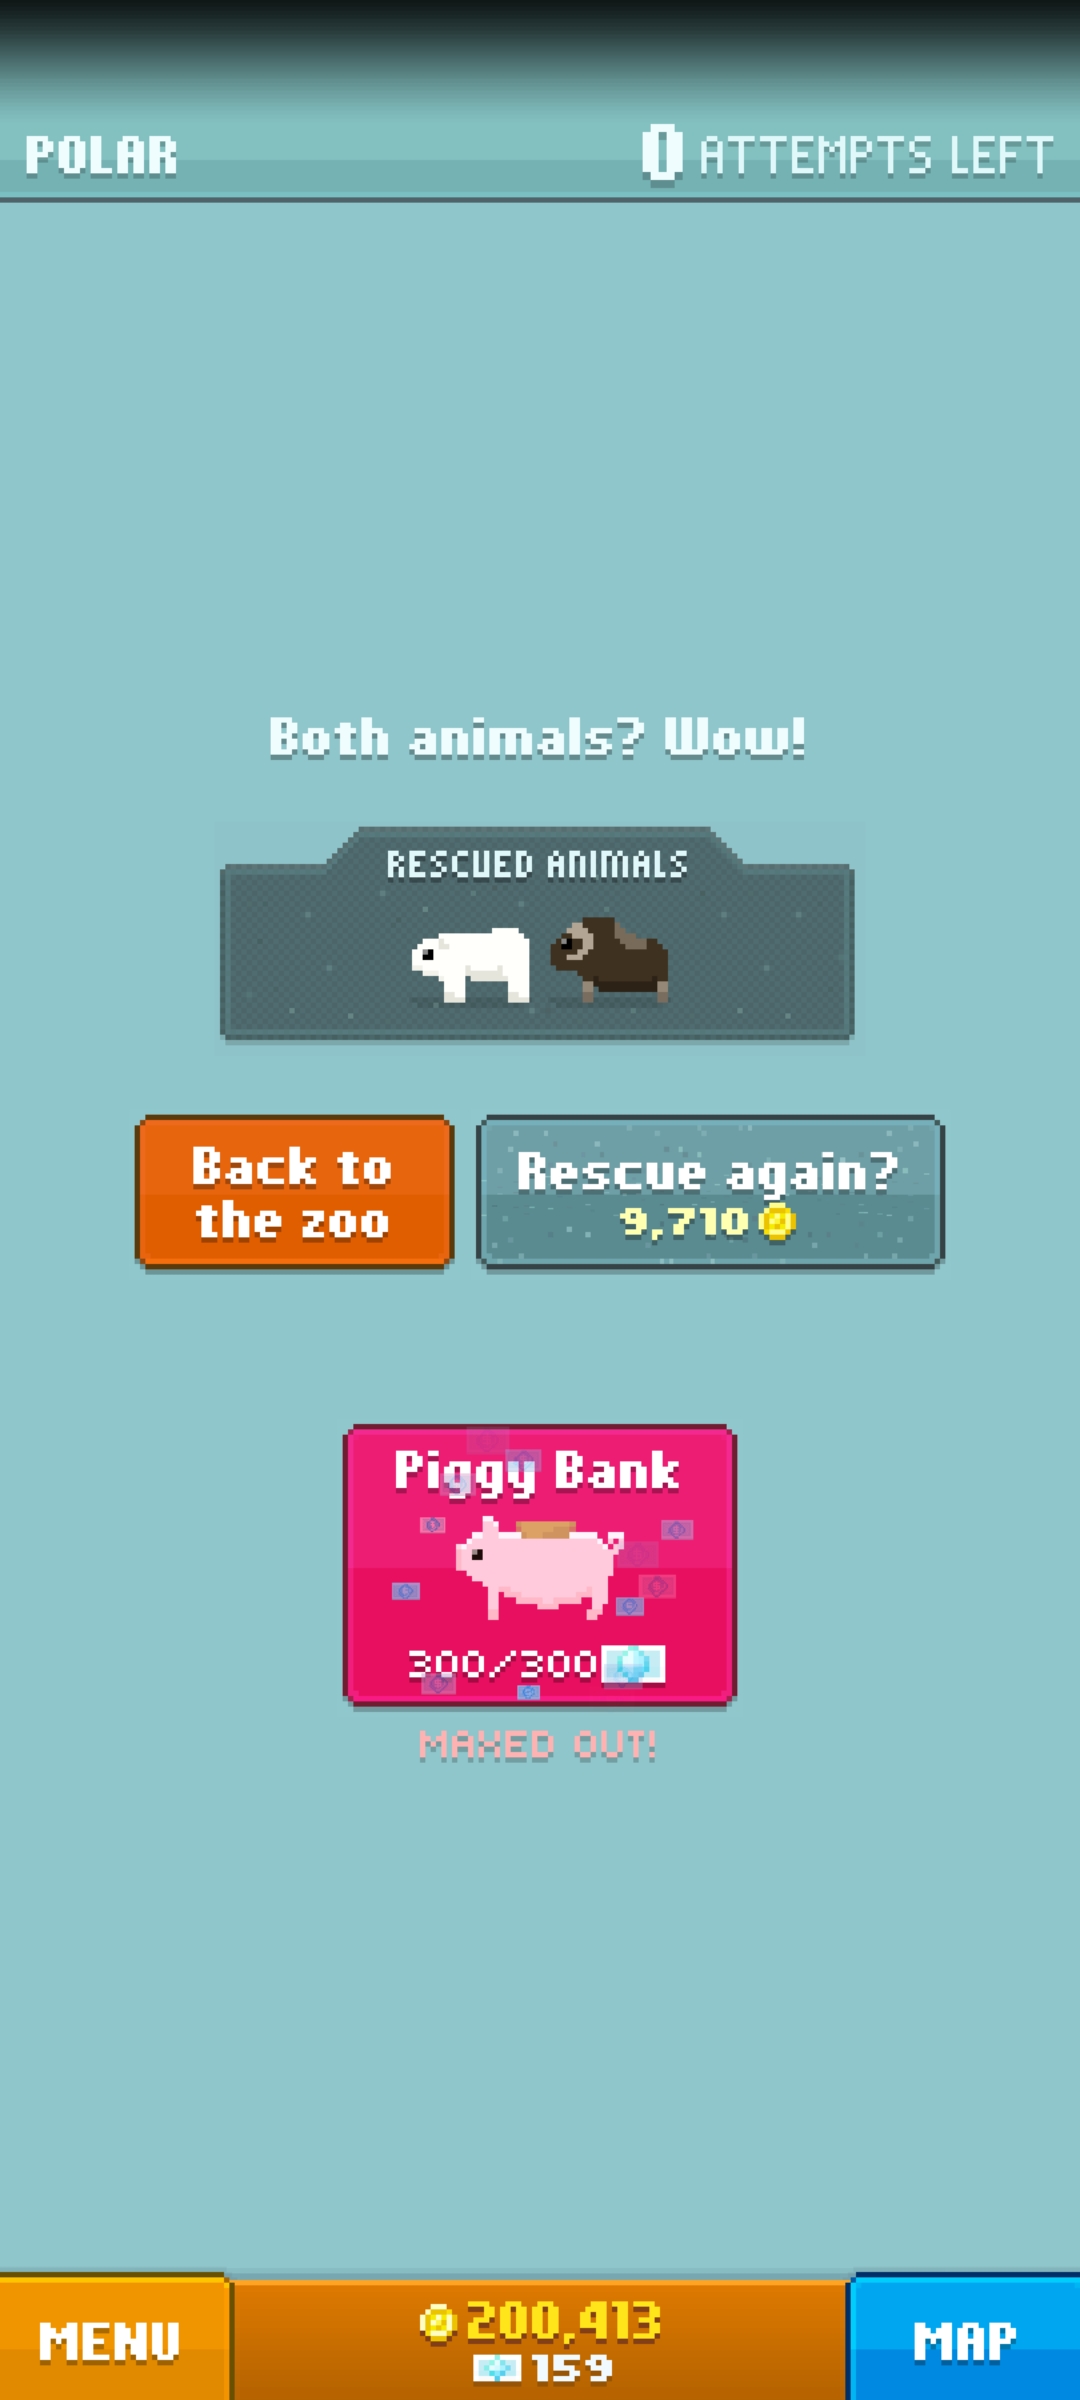 POLAR
0 ATTEMPTS LEFT
Both animals? Wow!
RESCUED ANIMALS
Back to
the zoo
Rescue again?
9,710
Piggy Bank
300/300
MAXED OUT!
MENU
200,413
159
MAP